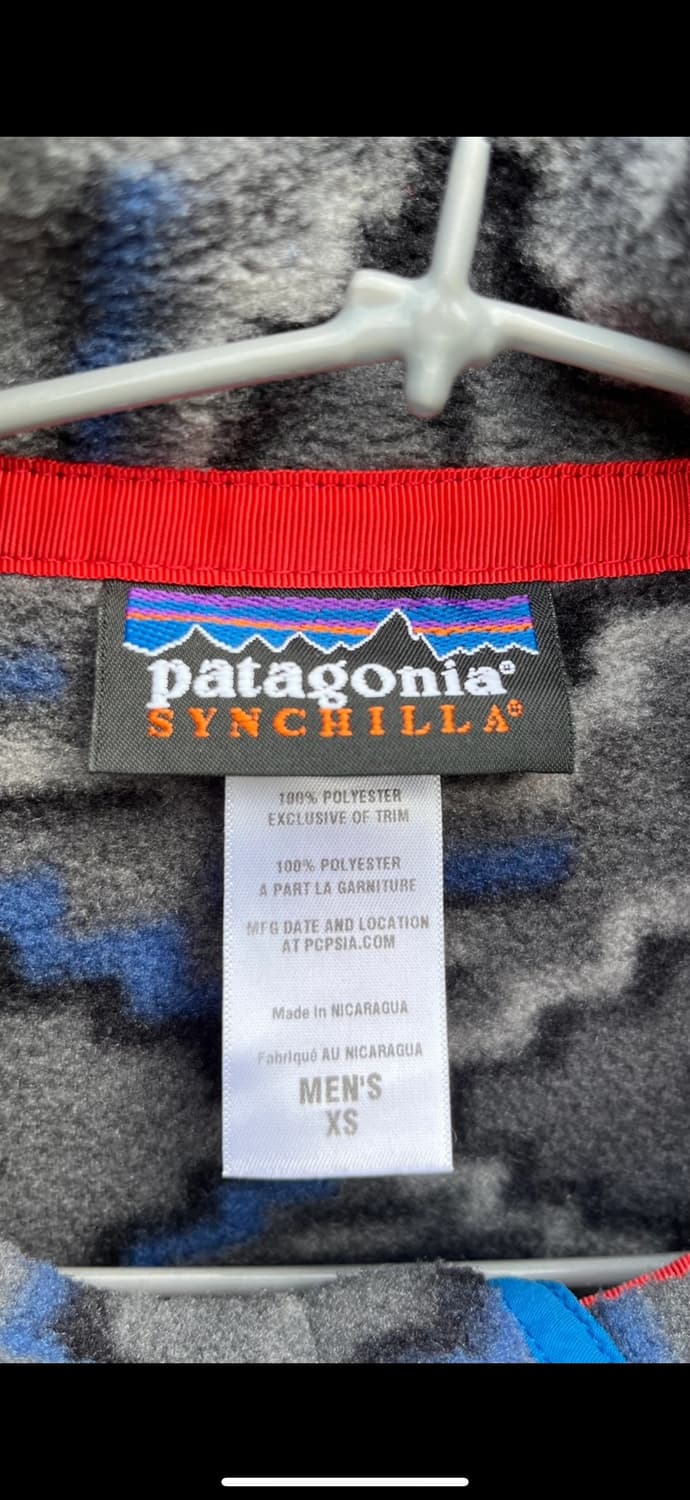 patagonia®
SYNCHILLA®
100% POLYESTER
EXCLUSIVE OF TRIM
100% POLYESTER
A PART LA GARNITURE
MFG DATE AND LOCATION
AT PCPSIA.COM
Made in NICARAGUA
Fabriqué AU NICARAGUA
MEN'S
XS